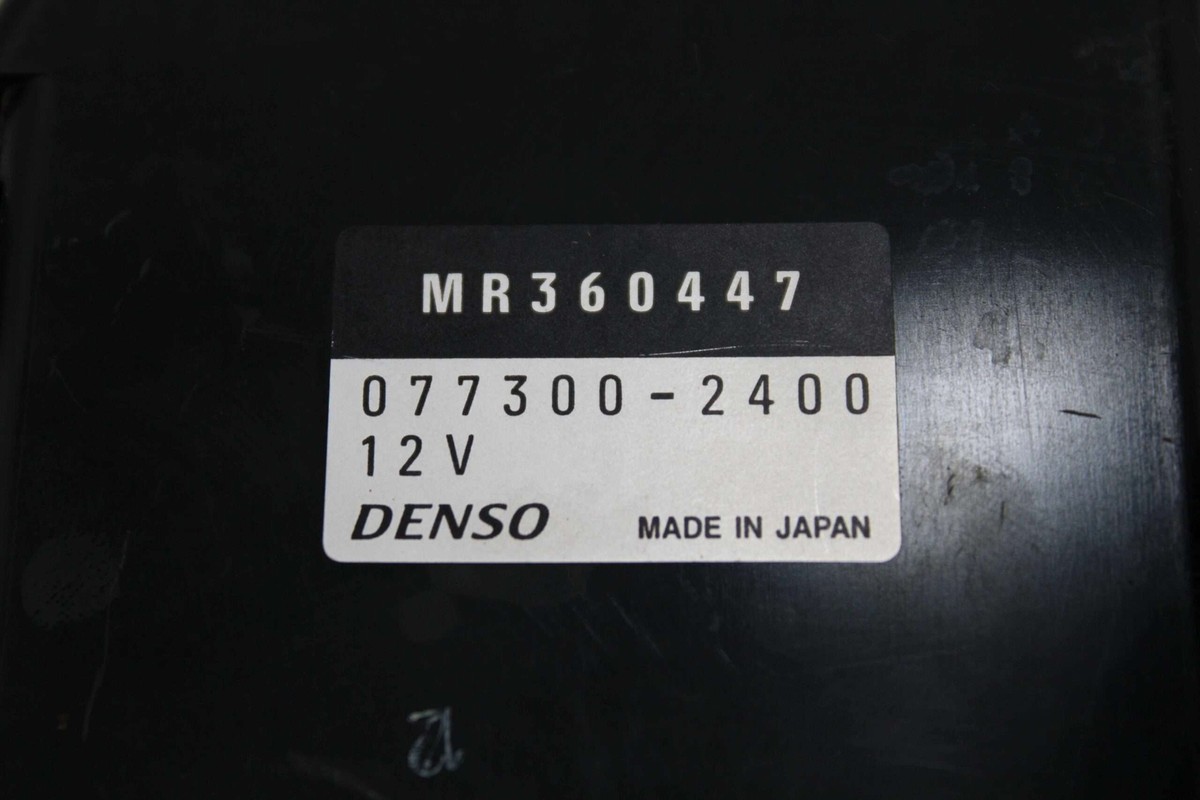 MR360447
077300-2400
12V
DENSO MADE IN JAPAN